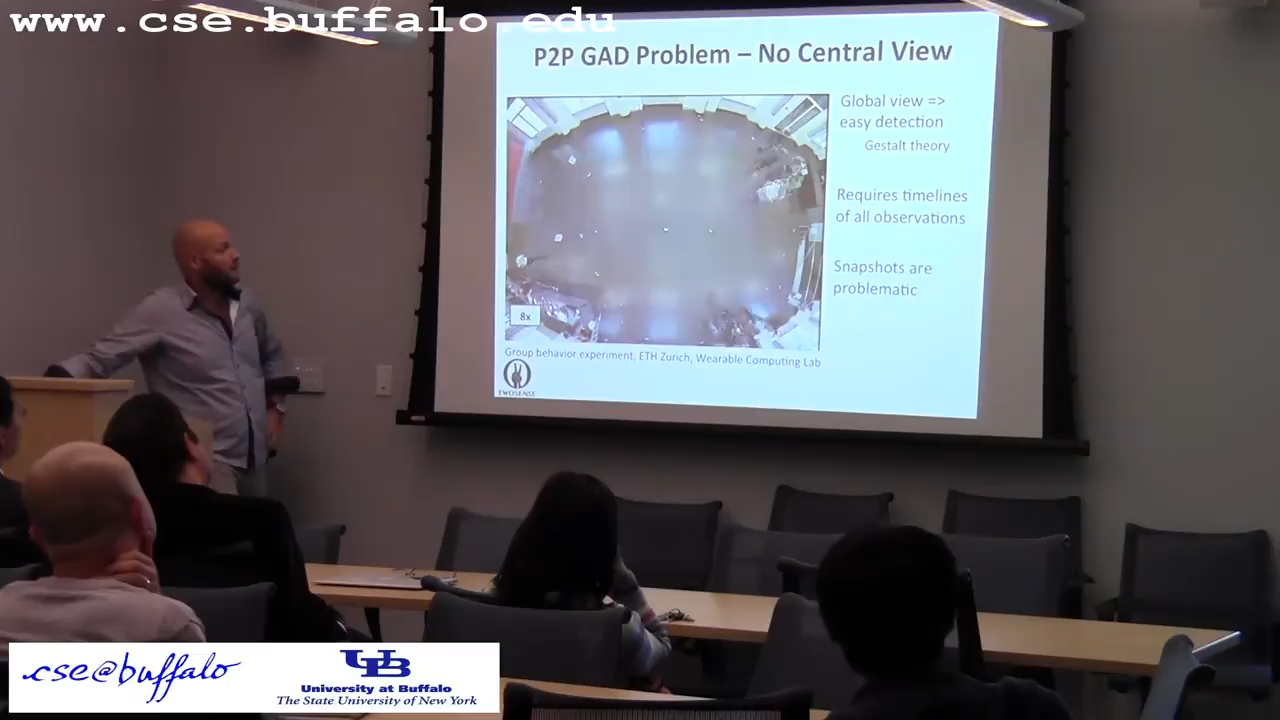 www.cse.buffalo.edu
P2P GAD Problem – No Central View
Global view =>
easy detection
Gestalt theory
Requires timelines
of all observations
Snapshots are
problematic
8x
Group behavior experiment, ETH Zurich, Wearable Computing Lab
TWOSENSE
cse@buffalo
UB
University at Buffalo
The State University of New York